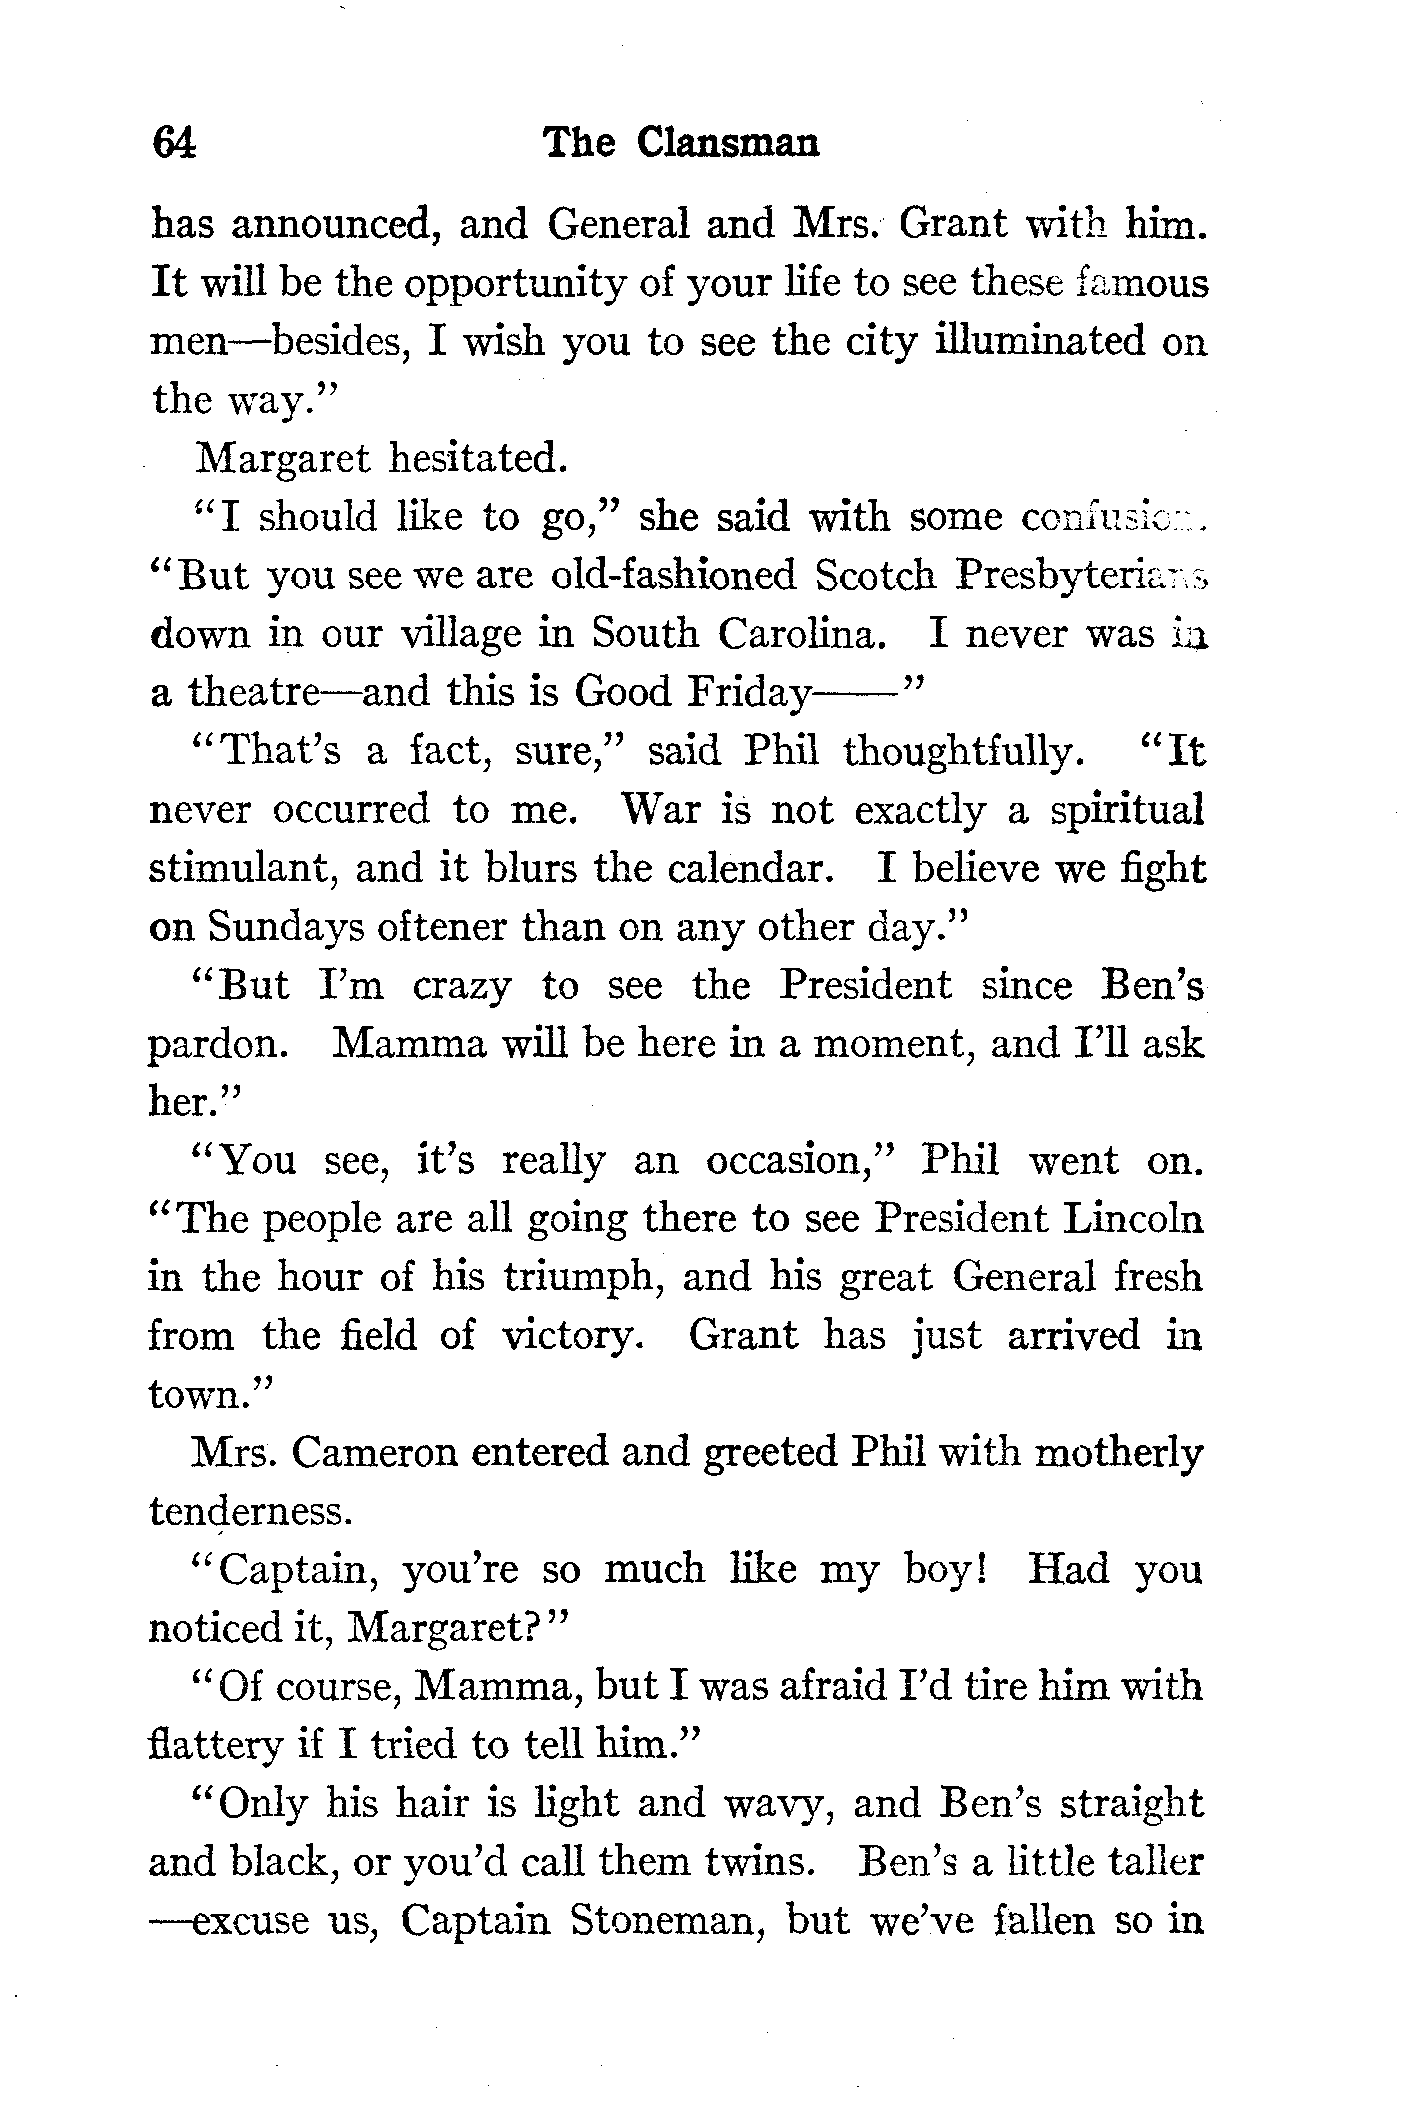 64 The Clansman
has announced, and General and Mrs. Grant with him.
It will be the opportunity of your life to see these famous
men—besides, I wish you to see the city illuminated on
the way.”
Margaret hesitated.
“I should like to go,” she said with some confusion.
“But you see we are old-fashioned Scotch Presbyterians
down in our village in South Carolina. I never was in
a theatre—and this is Good Friday——”
“That’s a fact, sure,” said Phil thoughtfully. “It
never occurred to me. War is not exactly a spiritual
stimulant, and it blurs the calendar. I believe we fight
on Sundays oftener than on any other day.”
“But I’m crazy to see the President since Ben’s
pardon. Mamma will be here in a moment, and I’ll ask
her.”
“You see, it’s really an occasion,” Phil went on.
“The people are all going there to see President Lincoln
in the hour of his triumph, and his great General fresh
from the field of victory. Grant has just arrived in
town.”
Mrs. Cameron entered and greeted Phil with motherly
tenderness.
“Captain, you’re so much like my boy! Had you
noticed it, Margaret?”
“Of course, Mamma, but I was afraid I’d tire him with
flattery if I tried to tell him.”
“Only his hair is light and wavy, and Ben’s straight
and black, or you’d call them twins. Ben’s a little taller
—excuse us, Captain Stoneman, but we’ve fallen so in